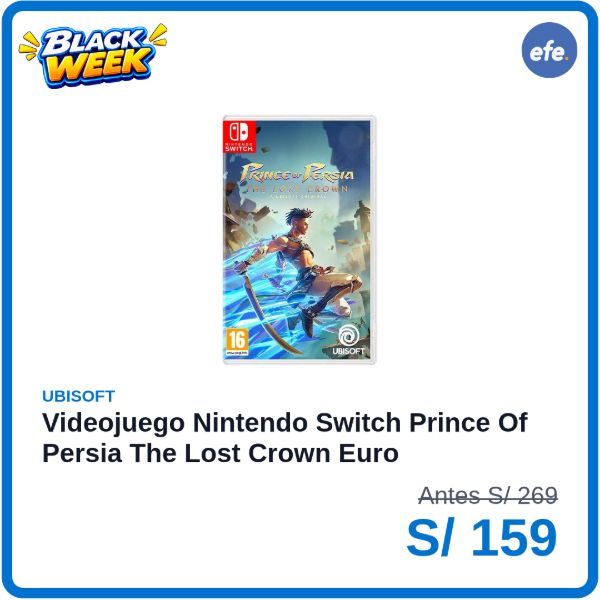 BLACK
WEEK
efe.
NINTENDO
SWITCH
PRINCE OF PERSIA
THE LOST CROWN
16
UBISOFT
UBISOFT
Videojuego Nintendo Switch Prince Of
Persia The Lost Crown Euro
Antes S/ 269
S/ 159